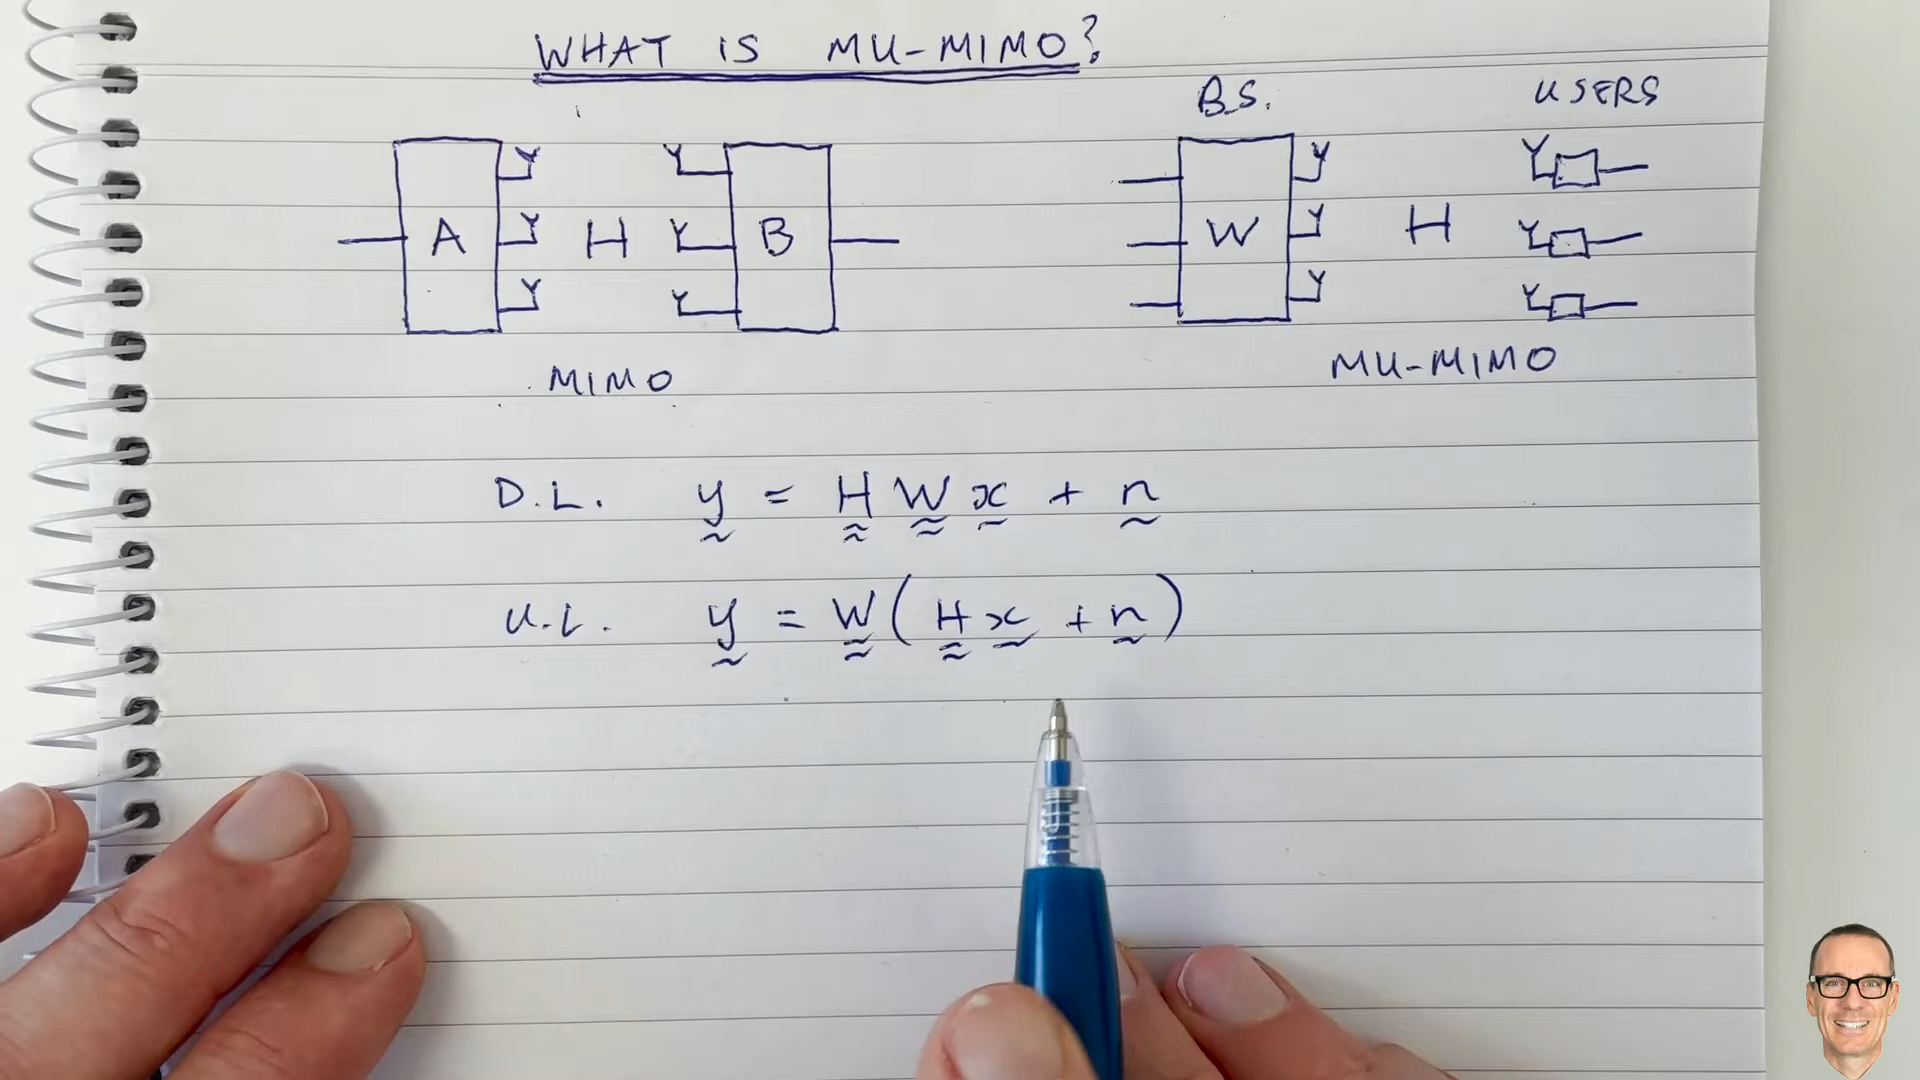 WHAT IS MU-MIMO?
B.S. USERS
A H B W H
MIMO MU-MIMO
D.L. y = H W x + n
U.L. y = W ( H x + n )